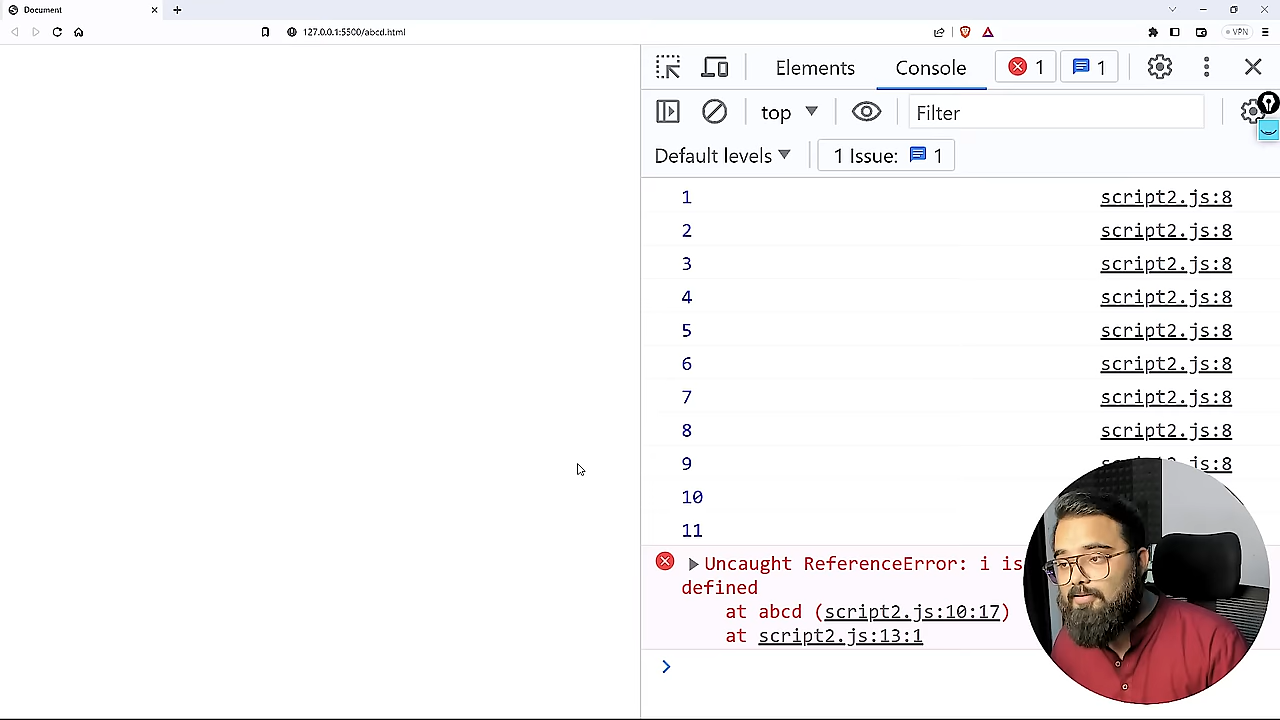 Document
127.0.0.1:5500/abcd.html
VPN
Elements
Console
1
1
top
Filter
Default levels
1 Issue:
1
1 script2.js:8
2 script2.js:8
3 script2.js:8
4 script2.js:8
5 script2.js:8
6 script2.js:8
7 script2.js:8
8 script2.js:8
9 js:8
10
11
Uncaught ReferenceError: i is
defined
at abcd (script2.js:10:17)
at script2.js:13:1